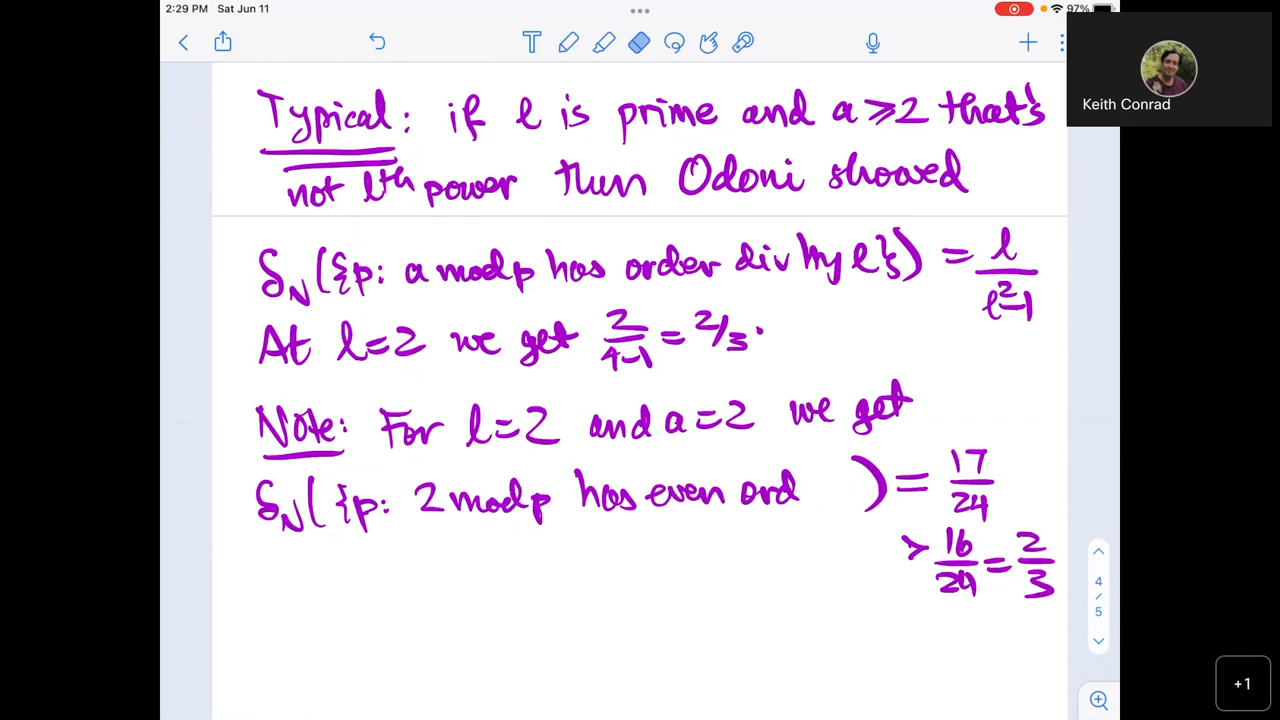 2:29 PM Sat Jun 11
97%
Keith Conrad
Typical: if l is prime and a ≥ 2 that's
not lth power then Odoni showed
δ_N({p: a mod p has order div by l}) = l/(l²-1)
At l=2 we get 2/(4-1) = 2/3.
Note: For l=2 and a=2 we get
δ_N({p: 2 mod p has even ord ) = 17/24
> 16/24 = 2/3
4
/
5
+1